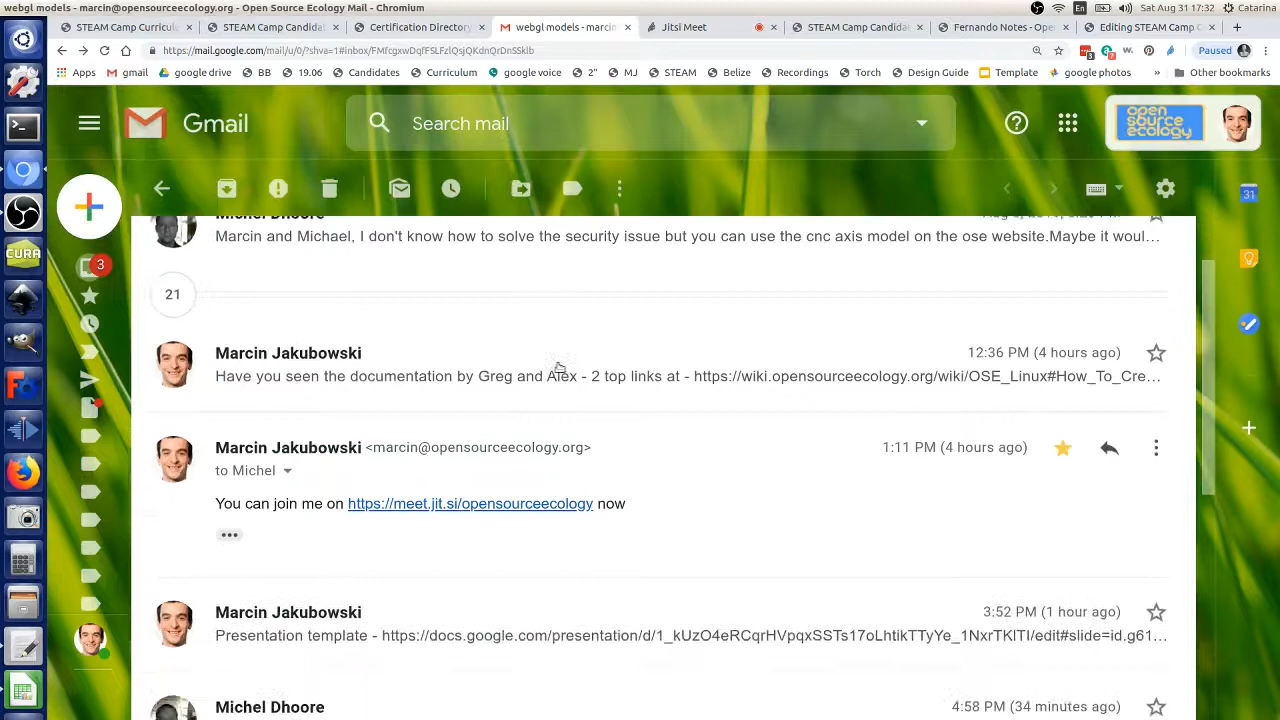 webgl models - marcin@opensourceecology.org - Open Source Ecology Mail - Chromium
En
Sat Aug 31 17:32
Catarina
STEAM Camp Curricul
STEAM Camp Candidat
Certification Directory
webgl models - marcin
Jitsi Meet
STEAM Camp Candidat
Fernando Notes - Open
Editing STEAM Camp C
https://mail.google.com/mail/u/0/?shva=1#inbox/FMfcgxwDqfFSLFzlQsjQKdnQrDnSSklb
Paused
Apps
gmail
google drive
BB
19.06
Candidates
Curriculum
google voice
2"
MJ
STEAM
Belize
Recordings
Torch
Design Guide
Template
google photos
»
Other bookmarks
Gmail
Search mail
open source ecology
31
3
Michel Dhoore
Marcin and Michael, I don't know how to solve the security issue but you can use the cnc axis model on the ose website.Maybe it woul...
21
Marcin Jakubowski
12:36 PM (4 hours ago)
Have you seen the documentation by Greg and Alex - 2 top links at - https://wiki.opensourceecology.org/wiki/OSE_Linux#How_To_Cre...
Marcin Jakubowski <marcin@opensourceecology.org>
1:11 PM (4 hours ago)
to Michel
You can join me on https://meet.jit.si/opensourceecology now
Marcin Jakubowski
3:52 PM (1 hour ago)
Presentation template - https://docs.google.com/presentation/d/1_kUzO4eRCqrHVpqxSSTs17oLhtikTTyYe_1NxrTKlTI/edit#slide=id.g61...
Michel Dhoore
4:58 PM (34 minutes ago)
CURA